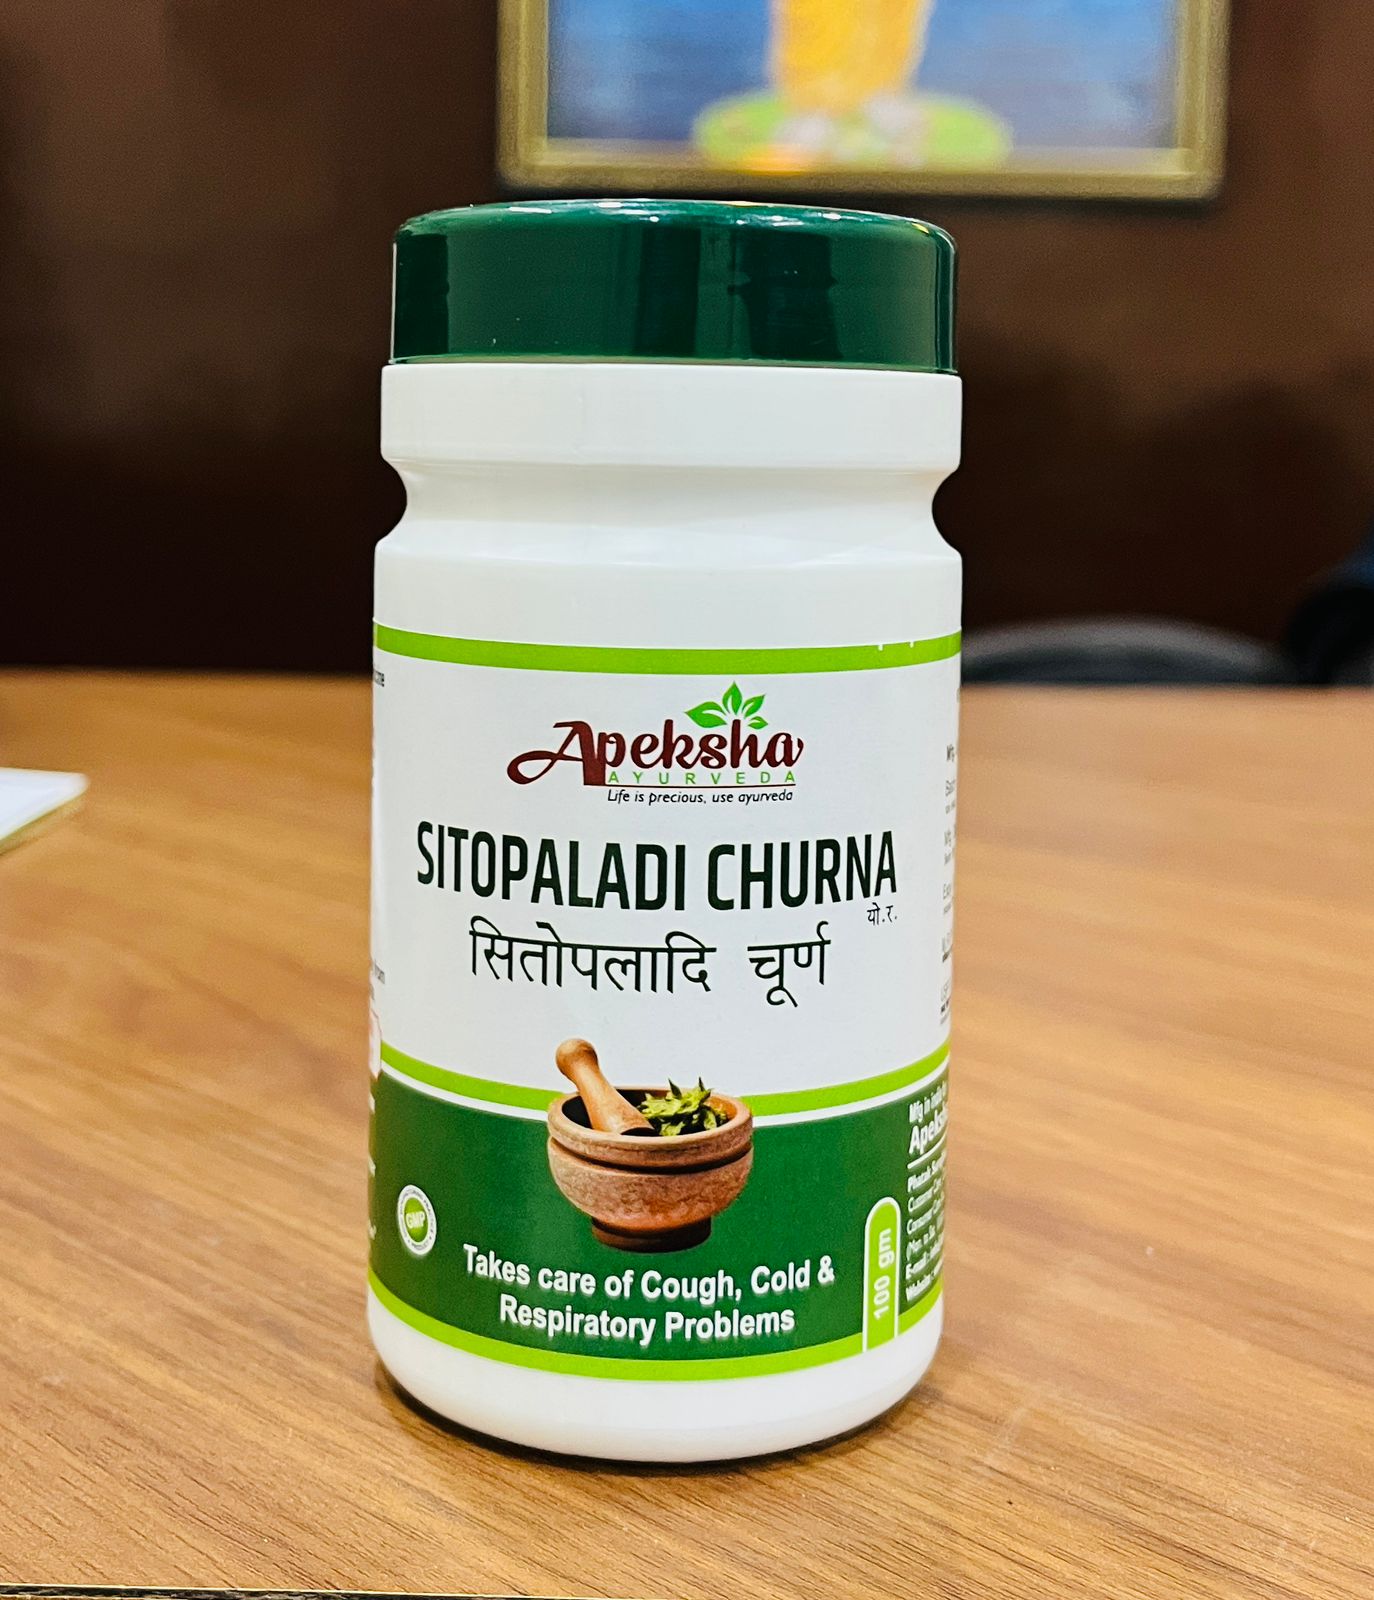 Apeksha
AYURVEDA
Life is precious, use ayurveda
SITOPALADI CHURNA
यो.र.
सितोपलादि चूर्ण
GMP
Takes care of Cough, Cold &
Respiratory Problems
100 gm